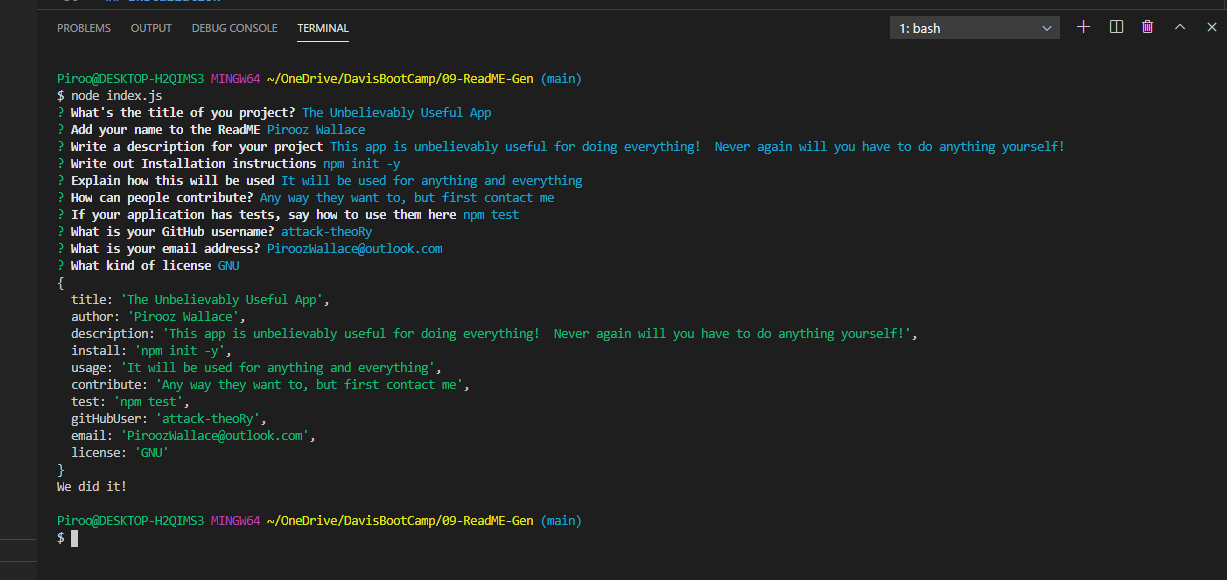 PROBLEMS OUTPUT DEBUG CONSOLE TERMINAL 1: bash
Piroo@DESKTOP-H2QIMS3 MINGW64 ~/OneDrive/DavisBootCamp/09-ReadME-Gen (main)
$ node index.js
? What's the title of you project? The Unbelievably Useful App
? Add your name to the ReadME Pirooz Wallace
? Write a description for your project This app is unbelievably useful for doing everything!  Never again will you have to do anything yourself!
? Write out Installation instructions npm init -y
? Explain how this will be used It will be used for anything and everything
? How can people contribute? Any way they want to, but first contact me
? If your application has tests, say how to use them here npm test
? What is your GitHub username? attack-theoRy
? What is your email address? PiroozWallace@outlook.com
? What kind of license GNU
{
  title: 'The Unbelievably Useful App',
  author: 'Pirooz Wallace',
  description: 'This app is unbelievably useful for doing everything!  Never again will you have to do anything yourself!',
  install: 'npm init -y',
  usage: 'It will be used for anything and everything',
  contribute: 'Any way they want to, but first contact me',
  test: 'npm test',
  gitHubUser: 'attack-theoRy',
  email: 'PiroozWallace@outlook.com',
  license: 'GNU'
}
We did it!
Piroo@DESKTOP-H2QIMS3 MINGW64 ~/OneDrive/DavisBootCamp/09-ReadME-Gen (main)
$